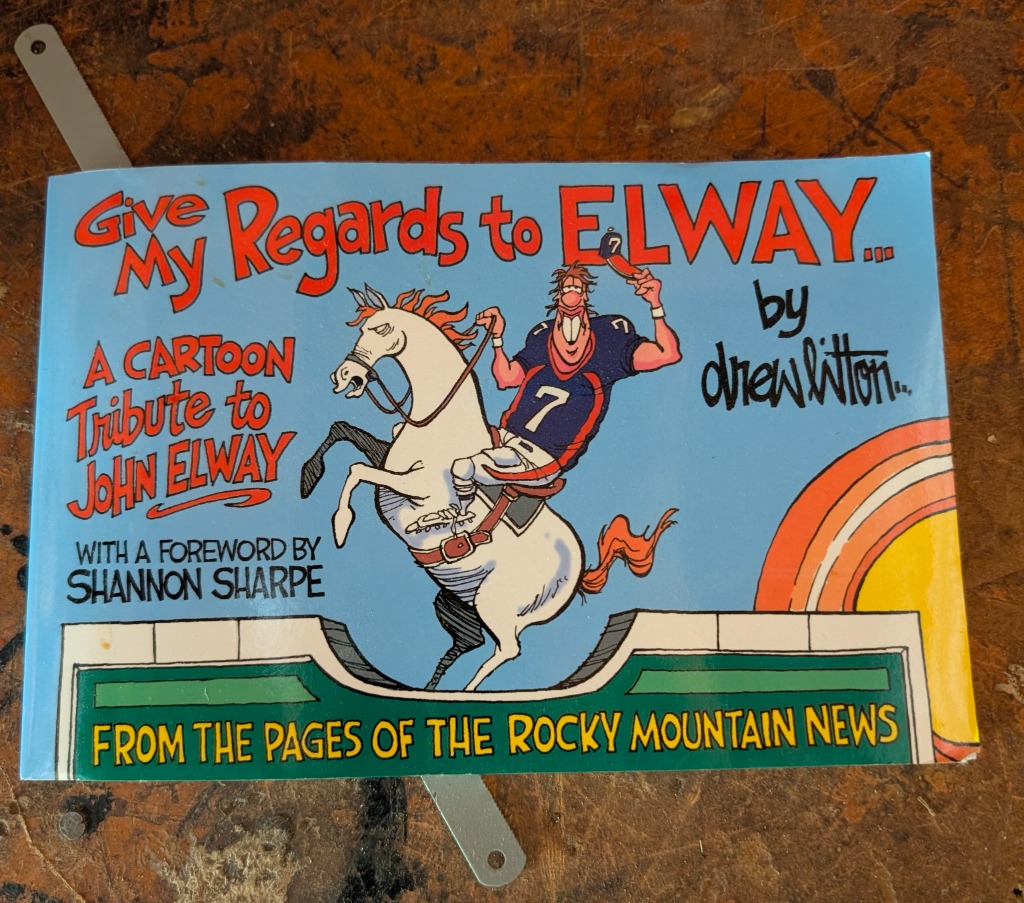 Give My Regards to ELWAY...
by
drew litton...
A CARTOON
Tribute to
JOHN ELWAY
WITH A FOREWORD BY
SHANNON SHARPE
7
7
7
7
FROM THE PAGES OF THE ROCKY MOUNTAIN NEWS